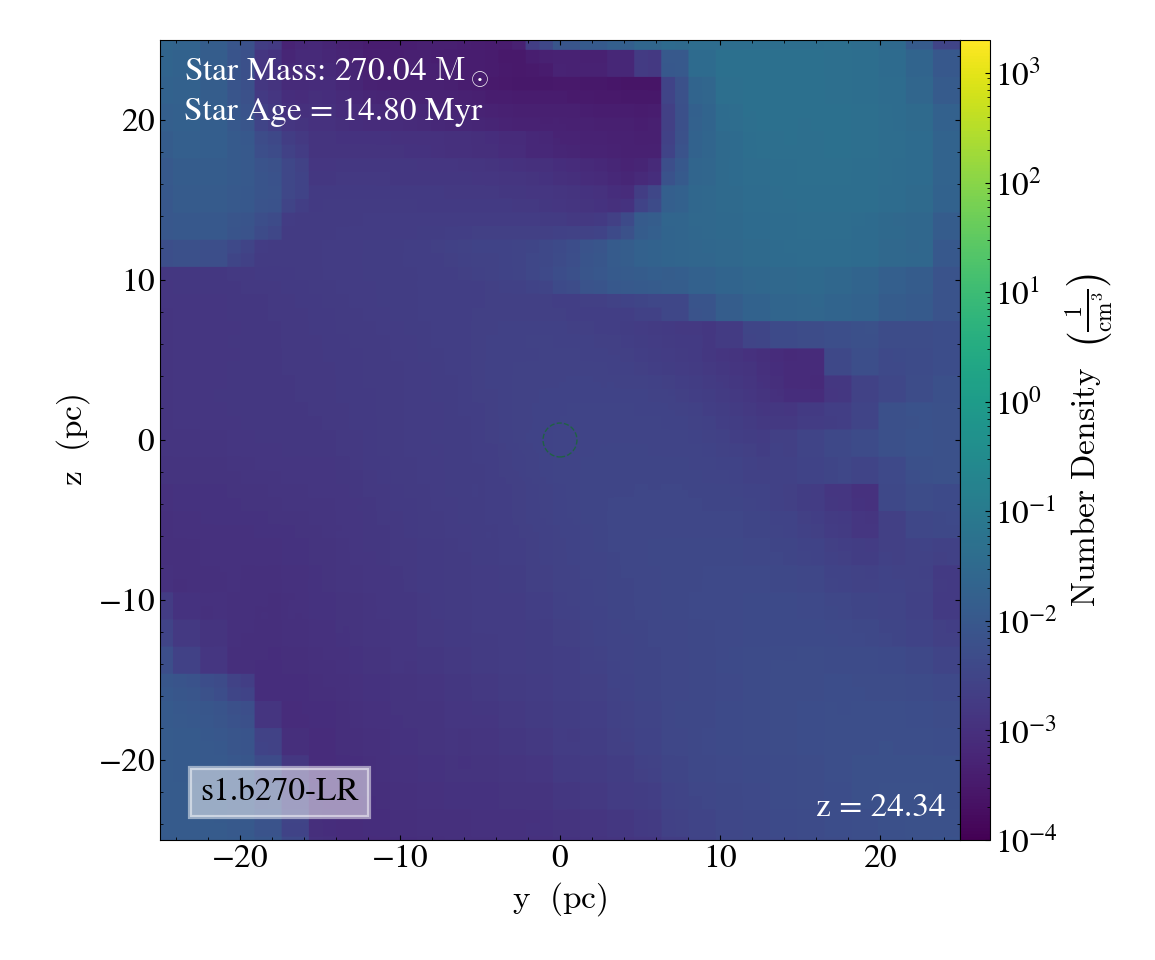 Star Mass: 270.04 M⊙
Star Age = 14.80 Myr
20
10
0
−10
−20
z (pc)
s1.b270-LR
z = 24.34
−20 −10 0 10 20
y (pc)
10³
10²
10¹
10⁰
10⁻¹
10⁻²
10⁻³
10⁻⁴
Number Density (1/cm³)